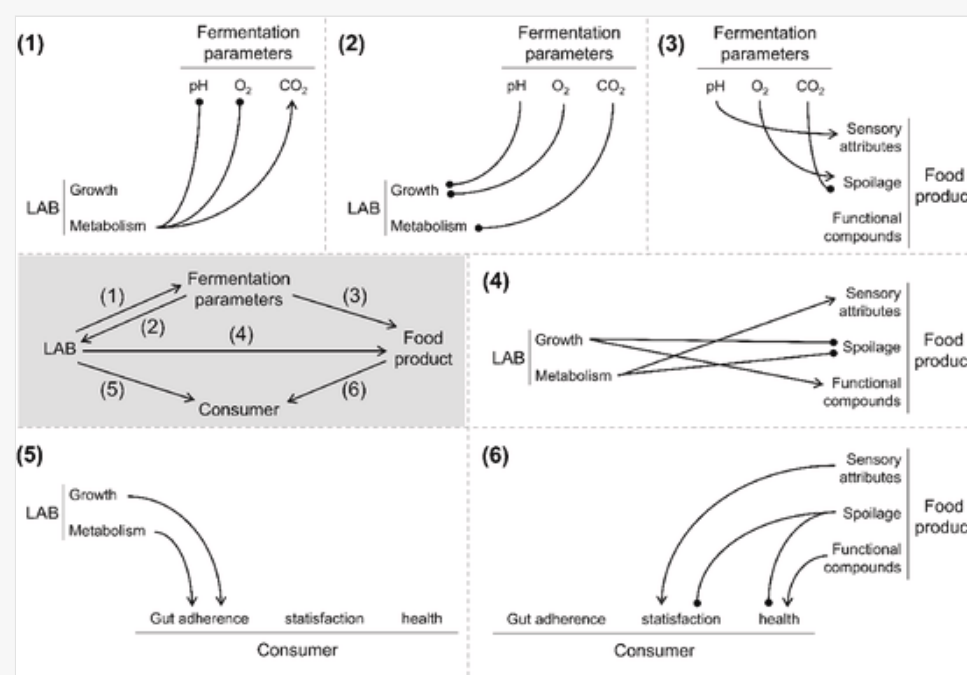 (1)
Fermentation
parameters
pH O₂ CO₂
LAB
Growth
Metabolism
(2)
Fermentation
parameters
pH O₂ CO₂
LAB
Growth
Metabolism
(3)
Fermentation
parameters
pH O₂ CO₂
Sensory
attributes
Spoilage
Functional
compounds
Food
produc
Fermentation
parameters
(1)
(2)
(3)
(4)
LAB
Food
product
(5)
(6)
Consumer
(4)
LAB
Growth
Metabolism
Sensory
attributes
Spoilage
Functional
compounds
Food
produc
(5)
LAB
Growth
Metabolism
Gut adherence statisfaction health
Consumer
(6)
Sensory
attributes
Spoilage
Functional
compounds
Food
produc
Gut adherence statisfaction health
Consumer